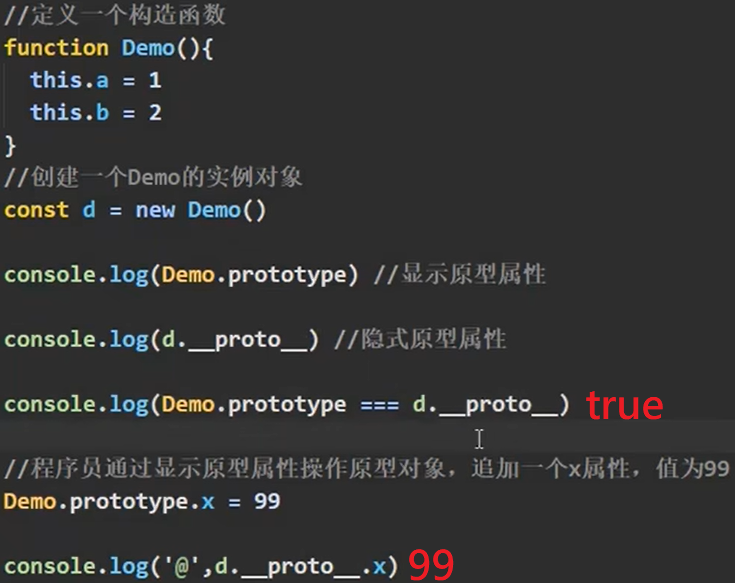 //定义一个构造函数
function Demo(){
this.a = 1
this.b = 2
}
//创建一个Demo的实例对象
const d = new Demo()
console.log(Demo.prototype) //显示原型属性
console.log(d.__proto__) //隐式原型属性
console.log(Demo.prototype === d.__proto__) true
//程序员通过显示原型属性操作原型对象，追加一个x属性，值为99
Demo.prototype.x = 99
console.log('@',d.__proto__.x) 99